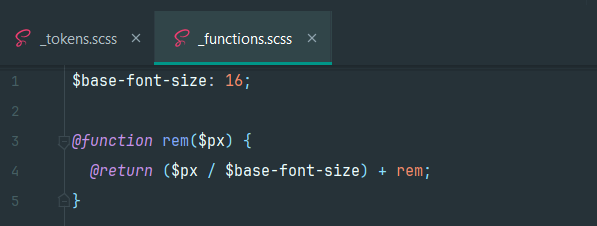 _tokens.scss × _functions.scss ×
1 $base-font-size: 16;
2
3 @function rem($px) {
4 @return ($px / $base-font-size) + rem;
5 }